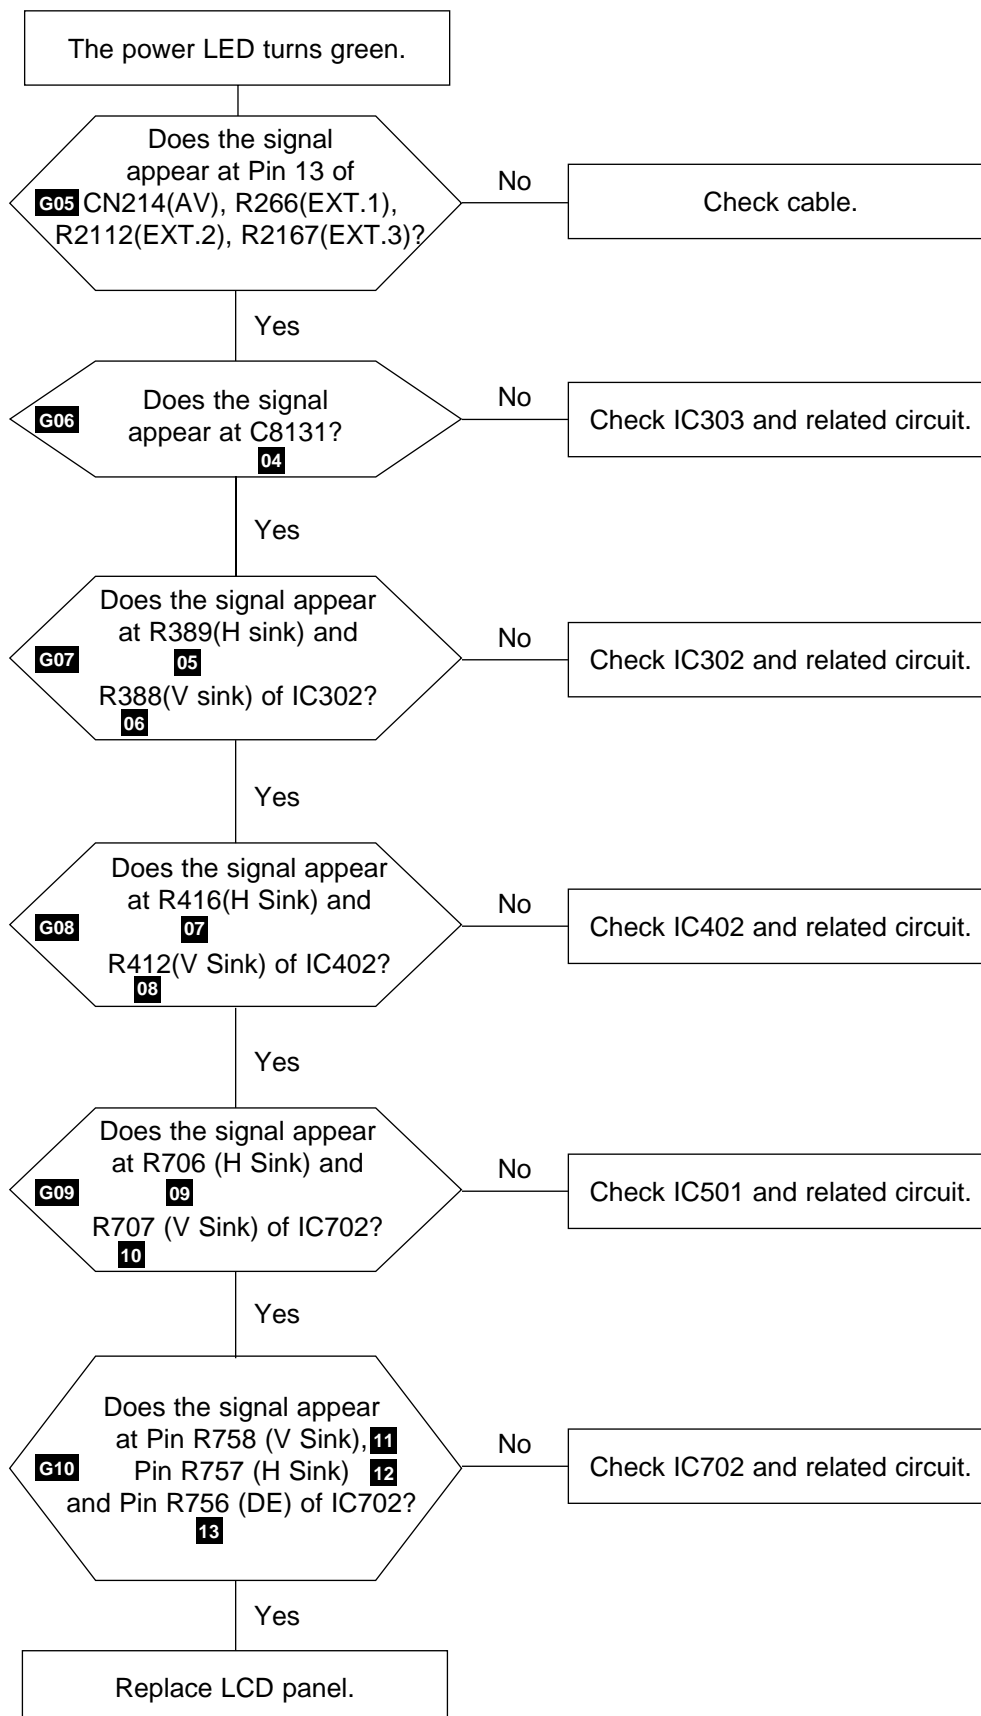 The power LED turns green.
Does the signal
appear at Pin 13 of
G05 CN214(AV), R266(EXT.1),
R2112(EXT.2), R2167(EXT.3)?
No
Check cable.
Yes
Does the signal
G06
appear at C8131?
04
No
Check IC303 and related circuit.
Yes
Does the signal appear
at R389(H sink) and
G07
05
R388(V sink) of IC302?
06
No
Check IC302 and related circuit.
Yes
Does the signal appear
at R416(H Sink) and
G08
07
R412(V Sink) of IC402?
08
No
Check IC402 and related circuit.
Yes
Does the signal appear
at R706 (H Sink) and
G09
09
R707 (V Sink) of IC702?
10
No
Check IC501 and related circuit.
Yes
Does the signal appear
at Pin R758 (V Sink), 11
G10
Pin R757 (H Sink) 12
and Pin R756 (DE) of IC702?
13
No
Check IC702 and related circuit.
Yes
Replace LCD panel.